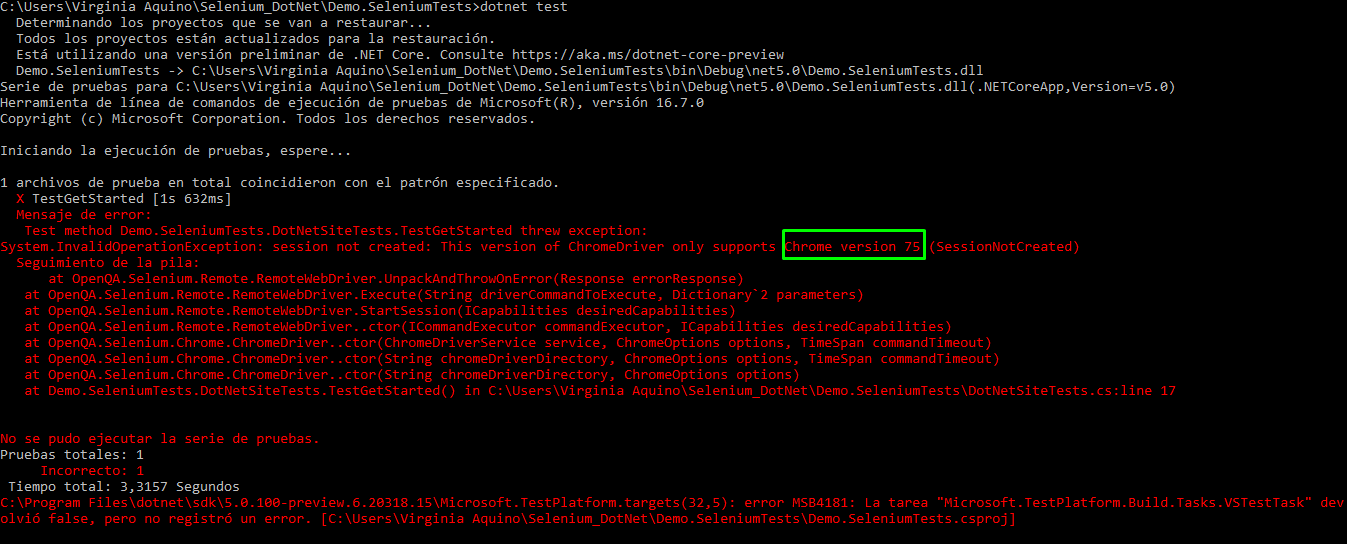 C:\Users\Virginia Aquino\Selenium_DotNet\Demo.SeleniumTests>dotnet test
Determinando los proyectos que se van a restaurar...
Todos los proyectos están actualizados para la restauración.
Está utilizando una versión preliminar de .NET Core. Consulte https://aka.ms/dotnet-core-preview
Demo.SeleniumTests -> C:\Users\Virginia Aquino\Selenium_DotNet\Demo.SeleniumTests\bin\Debug\net5.0\Demo.SeleniumTests.dll
Serie de pruebas para C:\Users\Virginia Aquino\Selenium_DotNet\Demo.SeleniumTests\bin\Debug\net5.0\Demo.SeleniumTests.dll(.NETCoreApp,Version=v5.0)
Herramienta de línea de comandos de ejecución de pruebas de Microsoft(R), versión 16.7.0
Copyright (c) Microsoft Corporation. Todos los derechos reservados.
Iniciando la ejecución de pruebas, espere...
1 archivos de prueba en total coincidieron con el patrón especificado.
X TestGetStarted [1s 632ms]
Mensaje de error:
Test method Demo.SeleniumTests.DotNetSiteTests.TestGetStarted threw exception:
System.InvalidOperationException: session not created: This version of ChromeDriver only supports Chrome version 75 (SessionNotCreated)
Seguimiento de la pila:
at OpenQA.Selenium.Remote.RemoteWebDriver.UnpackAndThrowOnError(Response errorResponse)
at OpenQA.Selenium.Remote.RemoteWebDriver.Execute(String driverCommandToExecute, Dictionary`2 parameters)
at OpenQA.Selenium.Remote.RemoteWebDriver.StartSession(ICapabilities desiredCapabilities)
at OpenQA.Selenium.Remote.RemoteWebDriver..ctor(ICommandExecutor commandExecutor, ICapabilities desiredCapabilities)
at OpenQA.Selenium.Chrome.ChromeDriver..ctor(ChromeDriverService service, ChromeOptions options, TimeSpan commandTimeout)
at OpenQA.Selenium.Chrome.ChromeDriver..ctor(String chromeDriverDirectory, ChromeOptions options, TimeSpan commandTimeout)
at OpenQA.Selenium.Chrome.ChromeDriver..ctor(String chromeDriverDirectory, ChromeOptions options)
at Demo.SeleniumTests.DotNetSiteTests.TestGetStarted() in C:\Users\Virginia Aquino\Selenium_DotNet\Demo.SeleniumTests\DotNetSiteTests.cs:line 17
No se pudo ejecutar la serie de pruebas.
Pruebas totales: 1
Incorrecto: 1
Tiempo total: 3,3157 Segundos
C:\Program Files\dotnet\sdk\5.0.100-preview.6.20318.15\Microsoft.TestPlatform.targets(32,5): error MSB4181: La tarea "Microsoft.TestPlatform.Build.Tasks.VSTestTask" dev
olvió false, pero no registró un error. [C:\Users\Virginia Aquino\Selenium_DotNet\Demo.SeleniumTests\Demo.SeleniumTests.csproj]